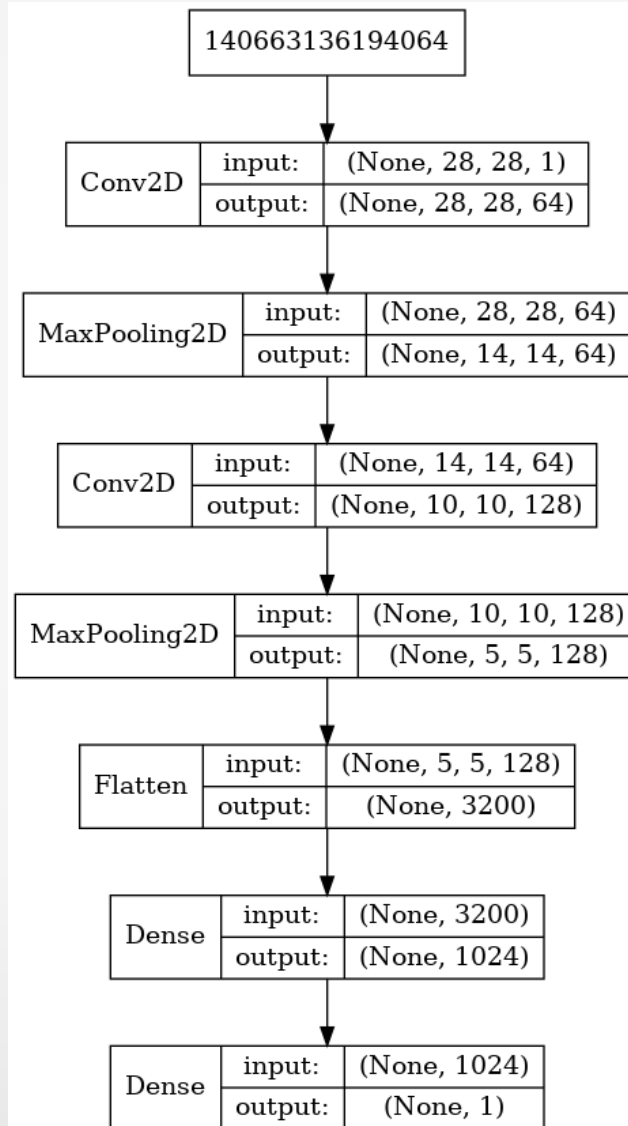 140663136194064
Conv2D
input: (None, 28, 28, 1)
output: (None, 28, 28, 64)
MaxPooling2D
input: (None, 28, 28, 64)
output: (None, 14, 14, 64)
Conv2D
input: (None, 14, 14, 64)
output: (None, 10, 10, 128)
MaxPooling2D
input: (None, 10, 10, 128)
output: (None, 5, 5, 128)
Flatten
input: (None, 5, 5, 128)
output: (None, 3200)
Dense
input: (None, 3200)
output: (None, 1024)
Dense
input: (None, 1024)
output: (None, 1)